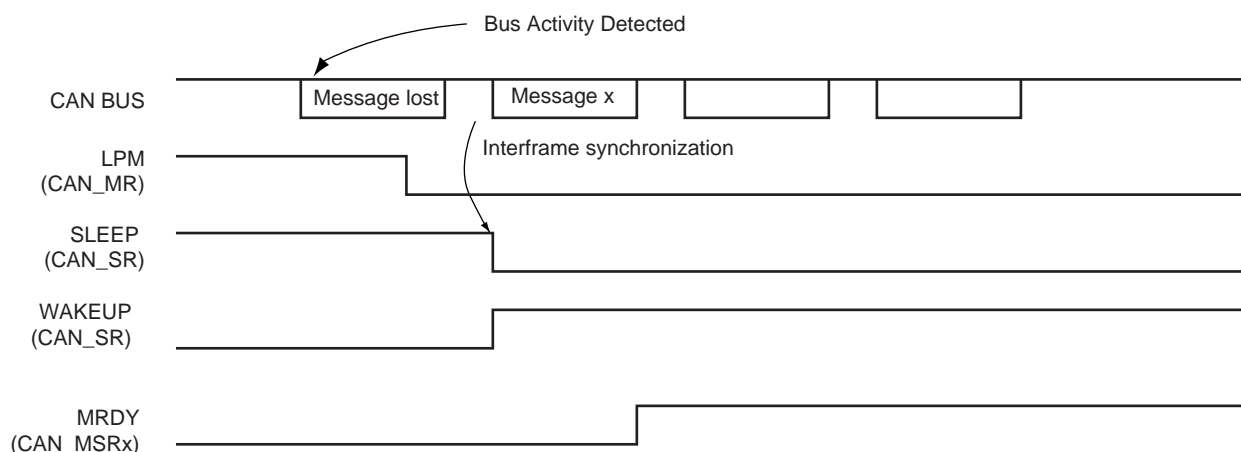 Bus Activity Detected
CAN BUS
Message lost
Message x
Interframe synchronization
LPM
(CAN_MR)
SLEEP
(CAN_SR)
WAKEUP
(CAN_SR)
MRDY
(CAN_MSRx)